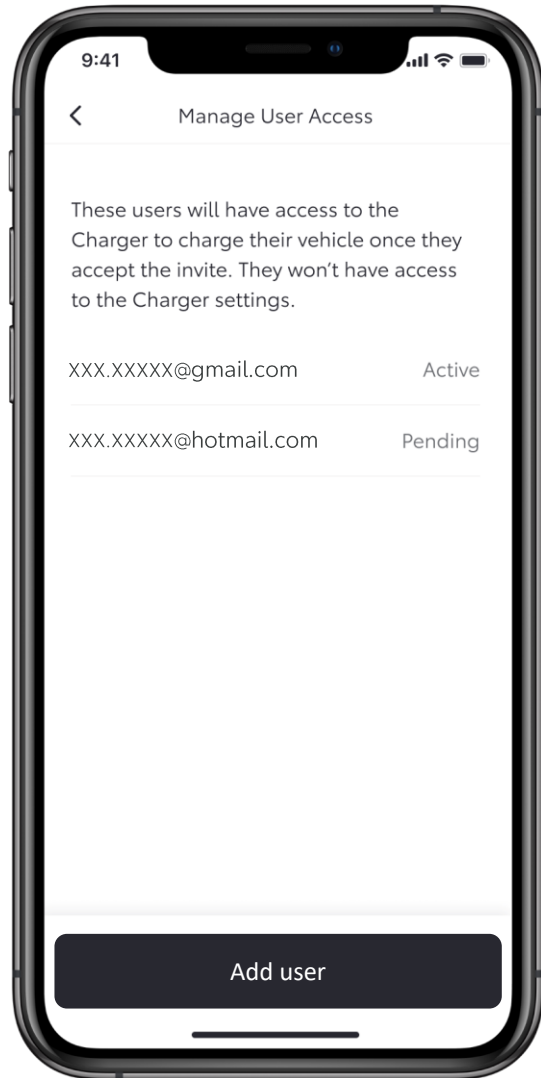 9:41
Manage User Access
These users will have access to the
Charger to charge their vehicle once they
accept the invite. They won’t have access
to the Charger settings.
XXX.XXXXX@gmail.com Active
XXX.XXXXX@hotmail.com Pending
Add user